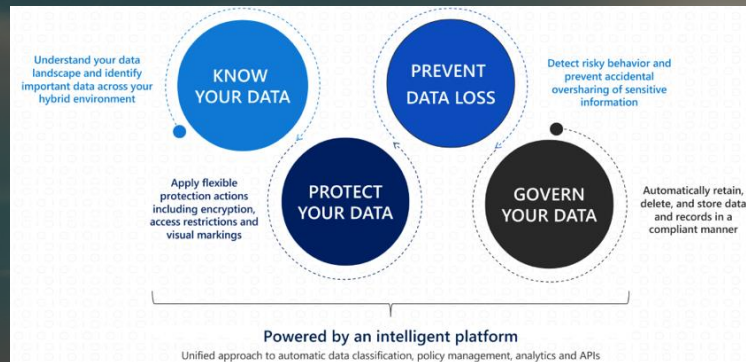 Understand your data
landscape and identify
important data across your
hybrid environment
KNOW
YOUR DATA
Apply flexible
protection actions
including encryption,
access restrictions and
visual markings
PROTECT
YOUR DATA
PREVENT
DATA LOSS
Detect risky behavior and
prevent accidental
oversharing of sensitive
information
GOVERN
YOUR DATA
Automatically retain,
delete, and store data
and records in a
compliant manner
Powered by an intelligent platform
Unified approach to automatic data classification, policy management, analytics and APIs